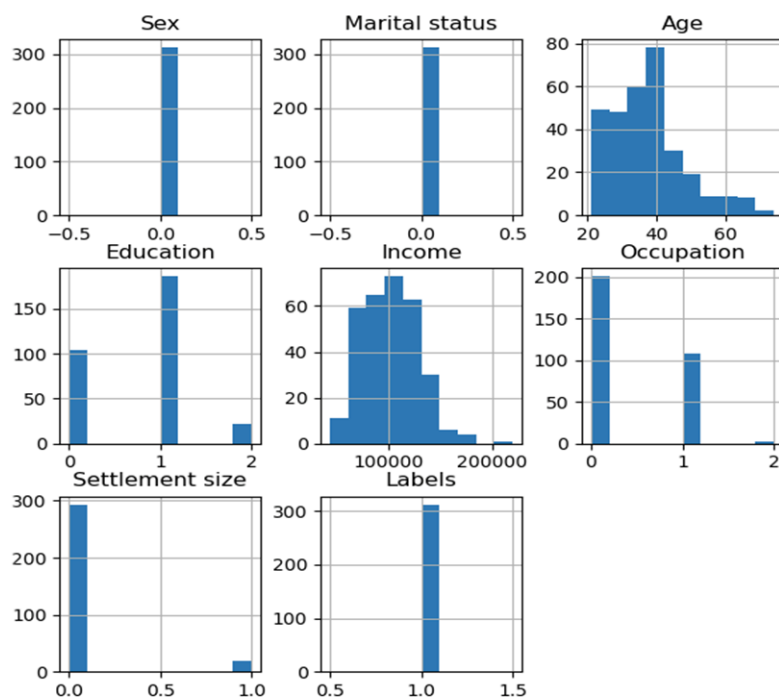 Sex Marital status Age
300 300 80
200 200 60
100 100 40
0 0 20
0
−0.5 0.0 0.5 −0.5 0.0 0.5 20 40 60
Education Income Occupation
150 60 200
100 40 150
50 20 100
0 0 50
0
0 1 2 100000 200000 0 1 2
Settlement size Labels
300 300
200 200
100 100
0 0
0.0 0.5 1.0 0.5 1.0 1.5